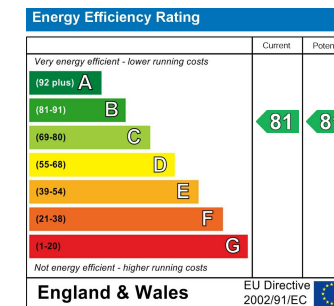 Energy Efficiency Rating
Current
Very energy efficient - lower running costs
(92 plus) A
(81-91) B
81
(69-80) C
(55-68) D
(39-54) E
(21-38) F
(1-20) G
Not energy efficient - higher running costs
England & Wales
EU Directive
2002/91/EC